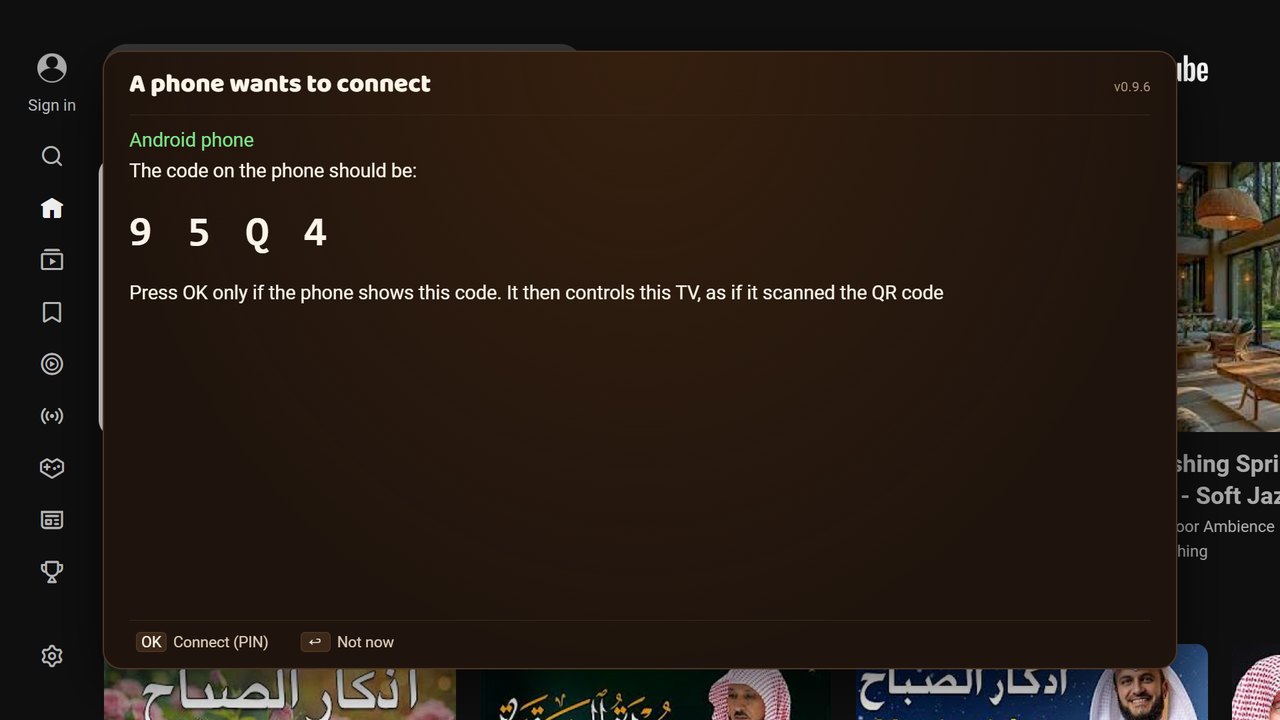 Sign in
A phone wants to connect
v0.9.6
Android phone
The code on the phone should be:
9 5 Q 4
Press OK only if the phone shows this code. It then controls this TV, as if it scanned the QR code
OK Connect (PIN) Not now
- Soft
Ambience
أذكار الصباح
أذكار الصباح